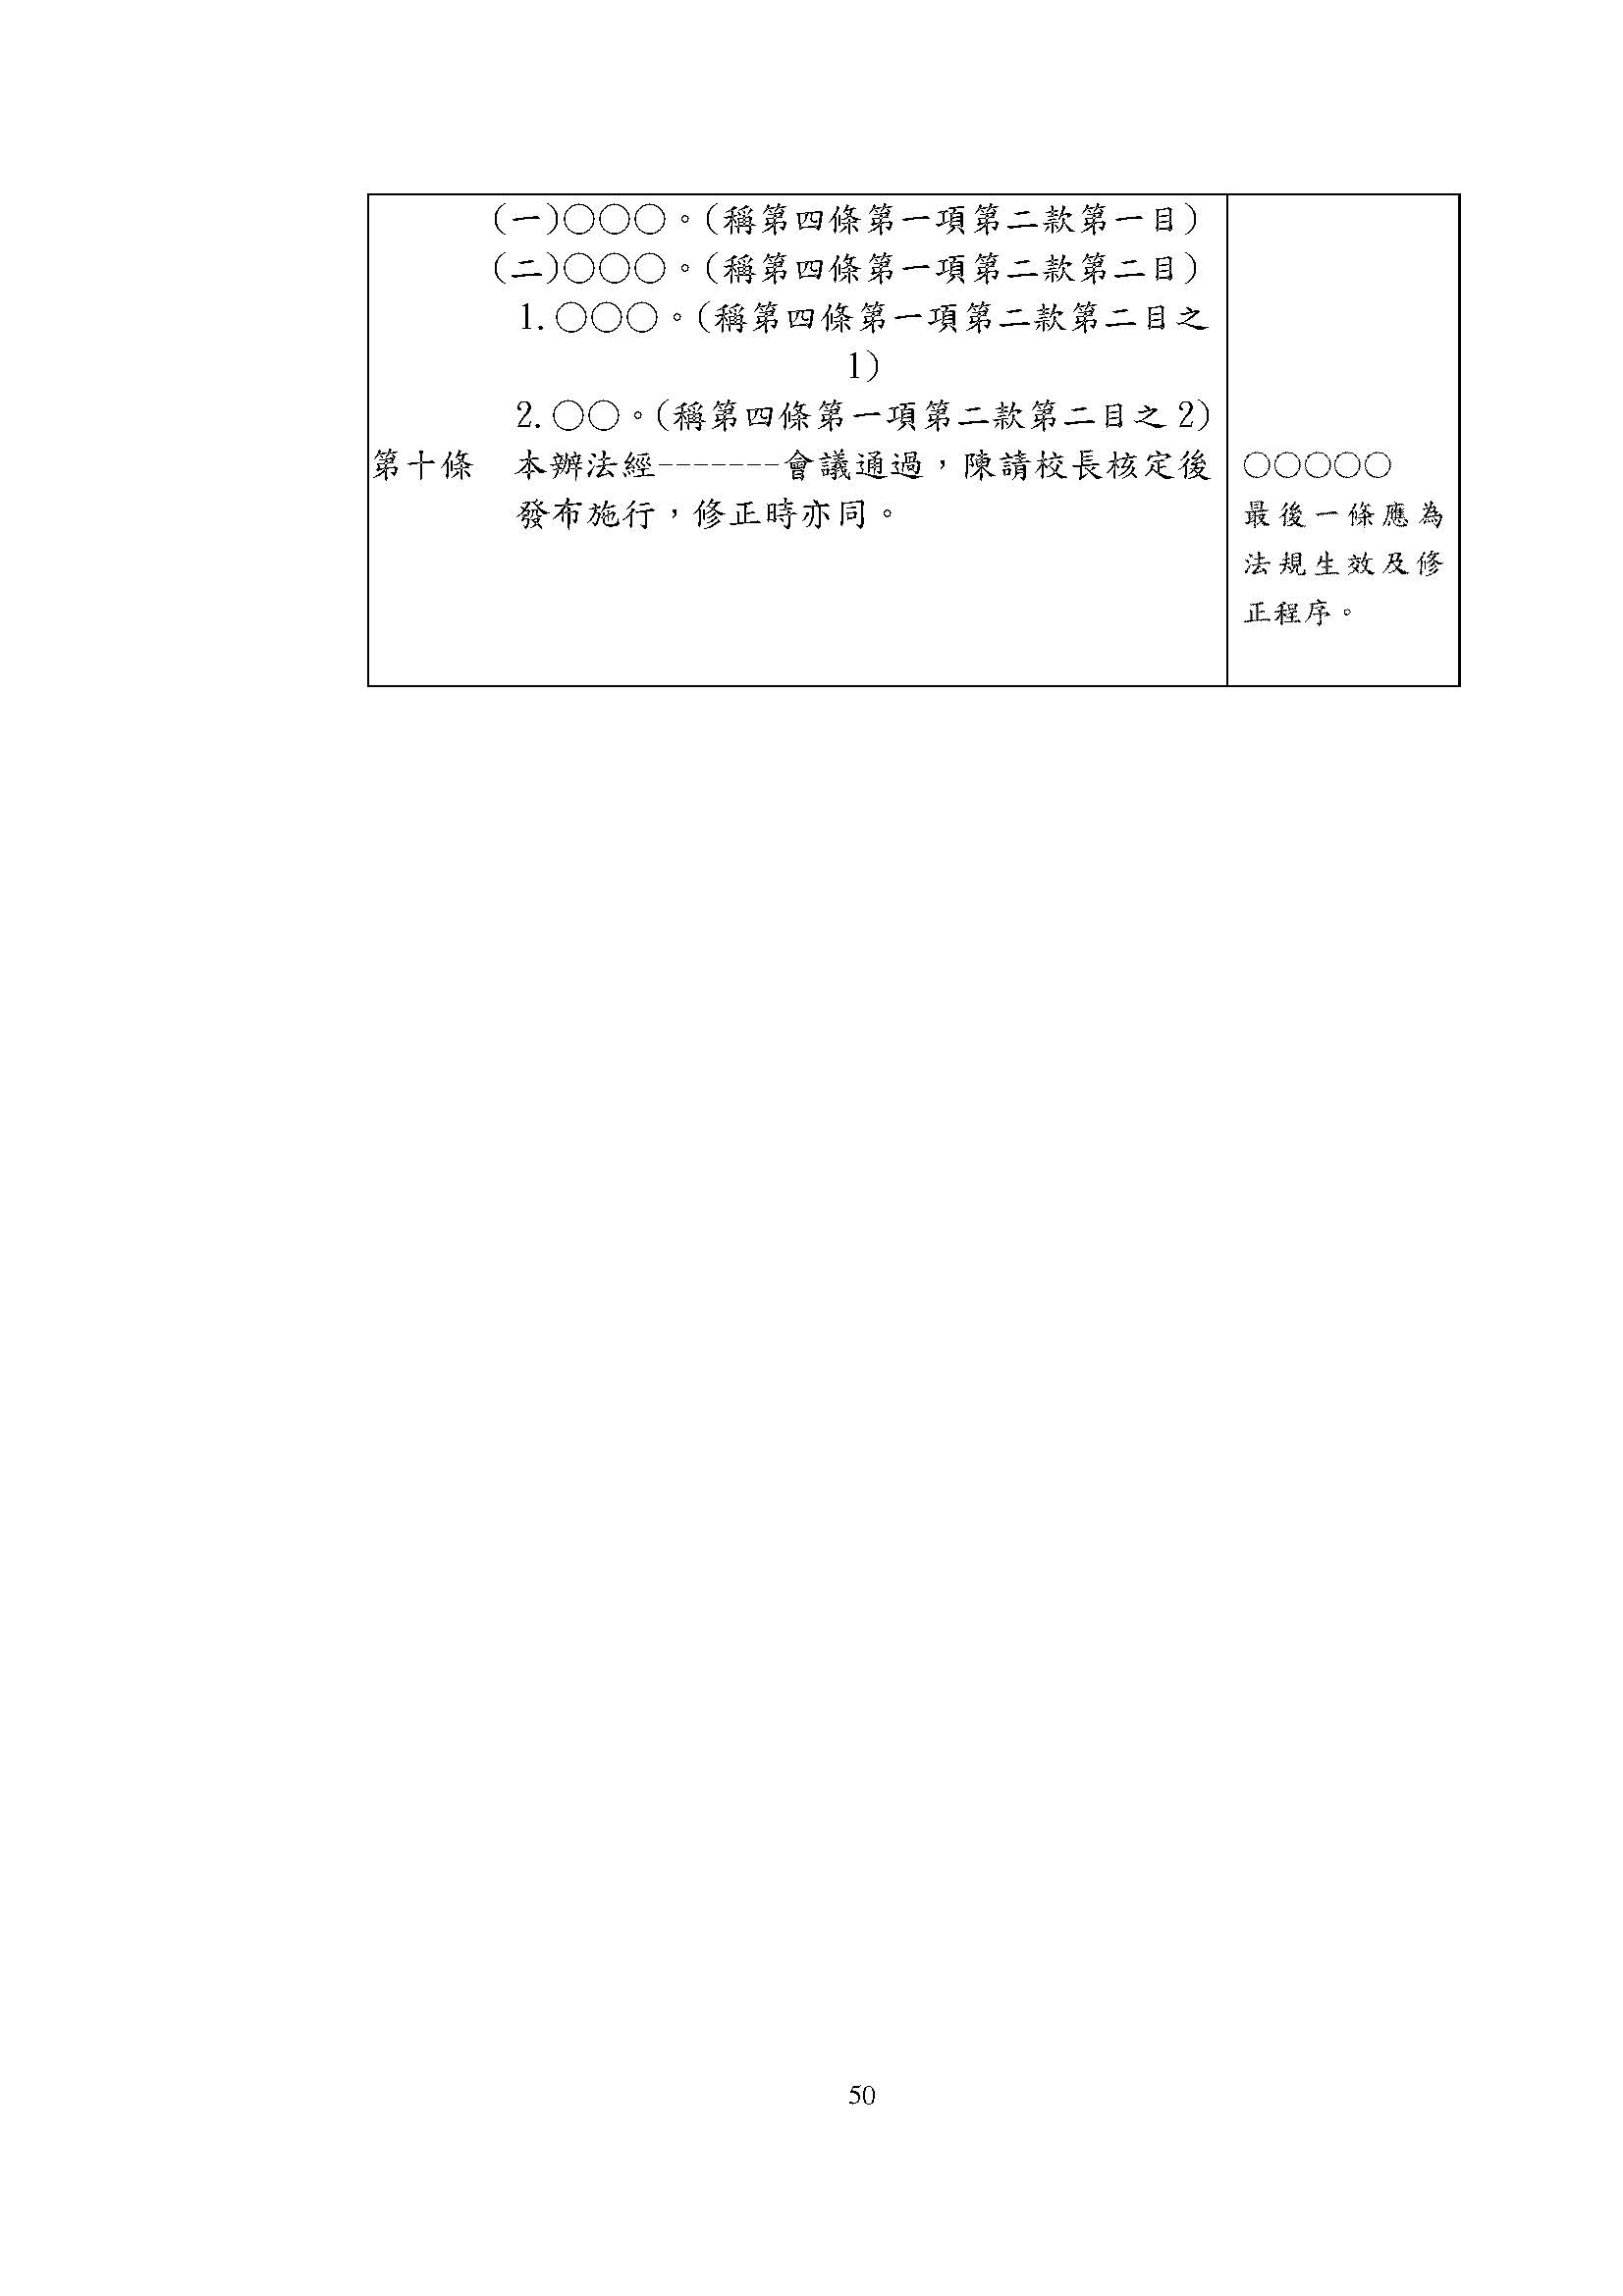 (一)○○○。(稱第四條第一項第二款第一目)
(二)○○○。(稱第四條第一項第二款第二目)
1.○○○。(稱第四條第一項第二款第二目之
1)
2.○○。(稱第四條第一項第二款第二目之2)
第十條 本辦法經-------會議通過，陳請校長核定後
發布施行，修正時亦同。
○○○○○
最後一條應為
法規生效及修
正程序。
50